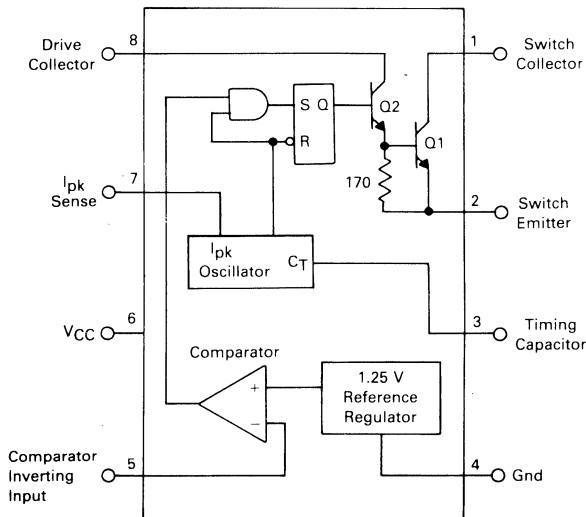 8
1
Drive
Collector
Switch
Collector
S Q
Q2
R
Q1
7
170
Ipk
Sense
2
Switch
Emitter
Ipk
Oscillator
CT
6
VCC
3
Timing
Capacitor
Comparator
+
−
1.25 V
Reference
Regulator
5
Comparator
Inverting
Input
4
Gnd